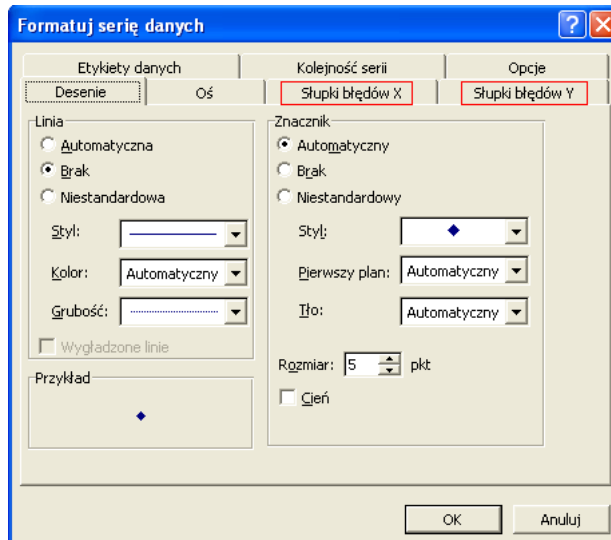 Formatuj serię danych
Etykiety danych Kolejność serii Opcje
Desenie Oś Słupki błędów X Słupki błędów Y
Linia
Automatyczna
Brak
Niestandardowa
Styl:
Kolor: Automatyczny
Grubość:
Wygładzone linie
Przykład
Znacznik
Automatyczny
Brak
Niestandardowy
Styl:
Pierwszy plan: Automatyczny
Tło: Automatyczny
Rozmiar: 5 pkt
Cień
OK Anuluj